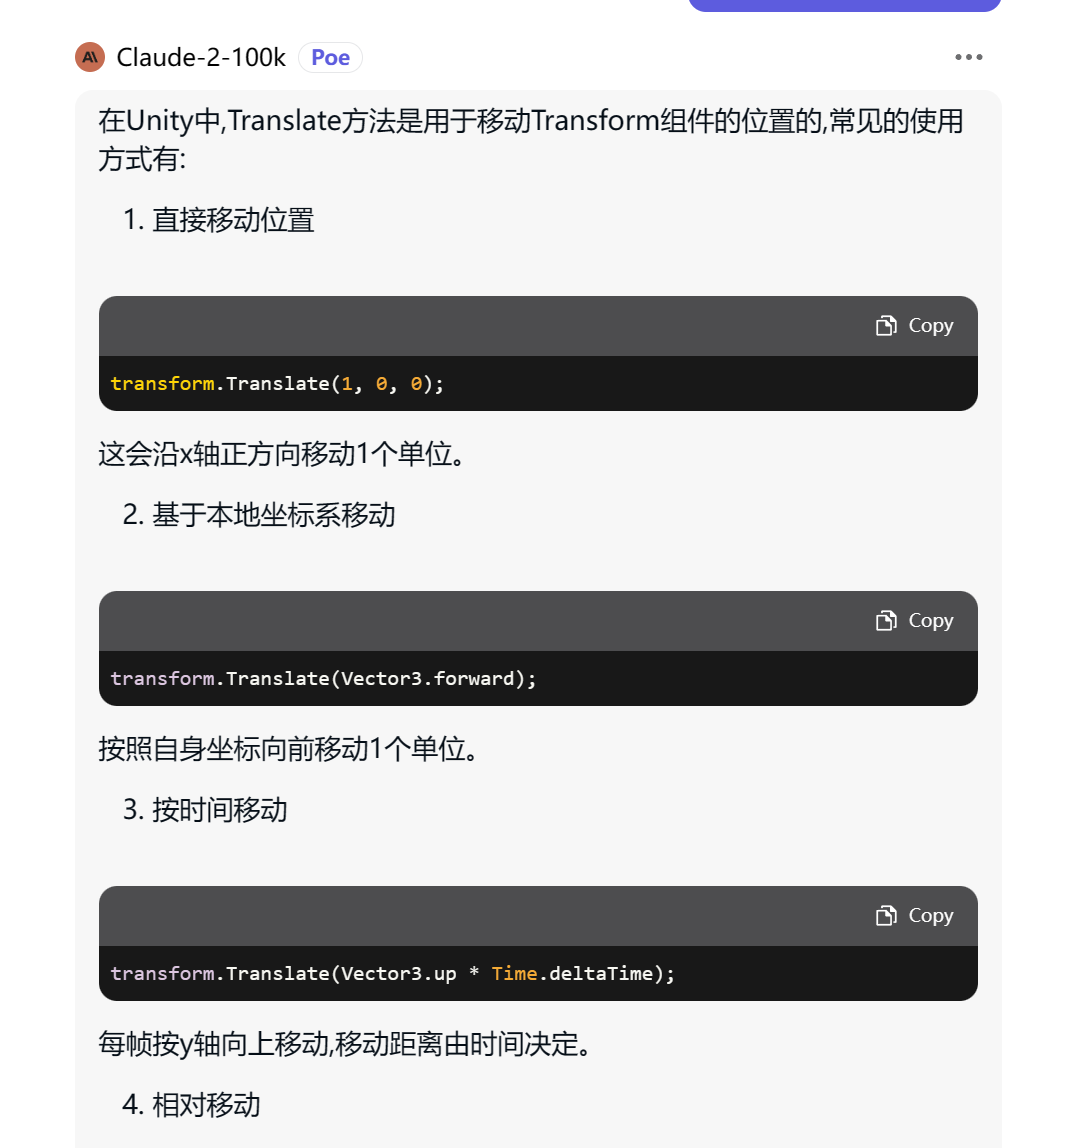 Claude-2-100k Poe
在Unity中,Translate方法是用于移动Transform组件的位置的,常见的使用
方式有:
1. 直接移动位置
Copy
transform.Translate(1, 0, 0);
这会沿x轴正方向移动1个单位。
2. 基于本地坐标系移动
Copy
transform.Translate(Vector3.forward);
按照自身坐标向前移动1个单位。
3. 按时间移动
Copy
transform.Translate(Vector3.up * Time.deltaTime);
每帧按y轴向上移动,移动距离由时间决定。
4. 相对移动